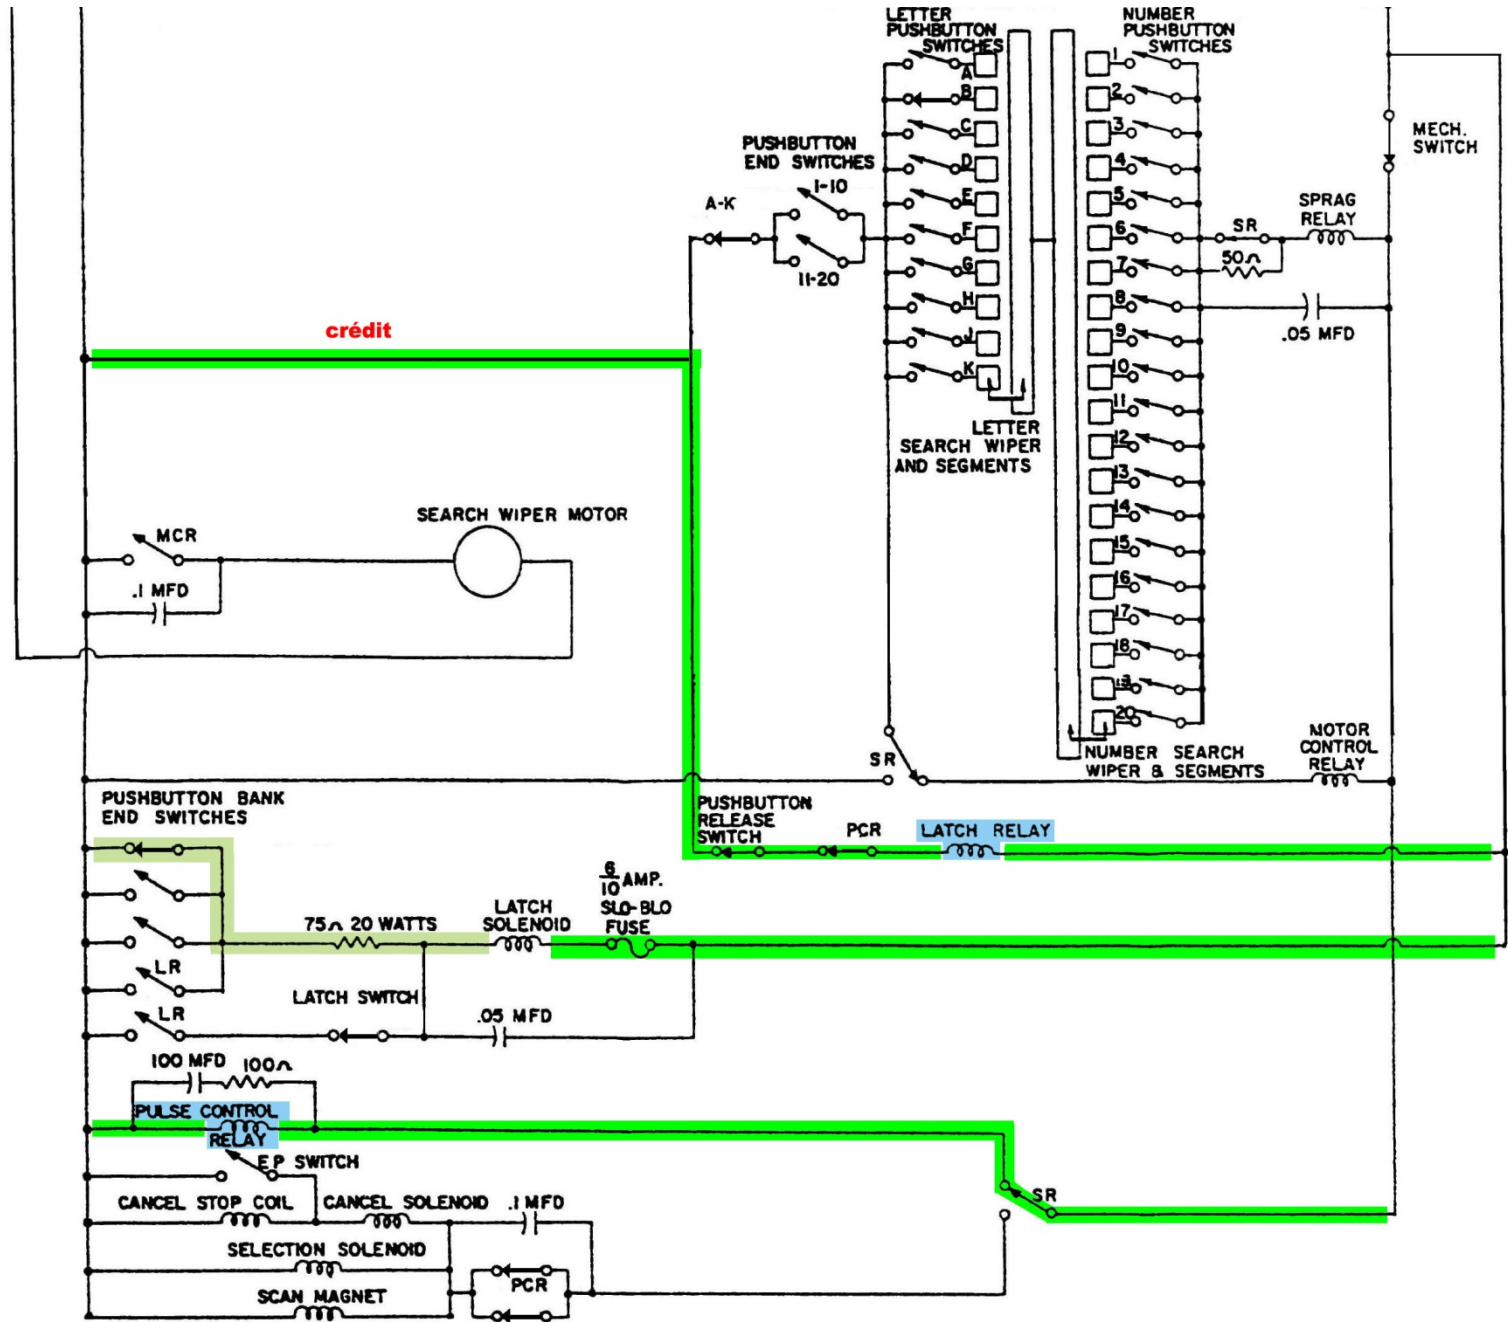 LETTER
PUSHBUTTON
SWITCHES
NUMBER
PUSHBUTTON
SWITCHES
A
B
C
D
E
F
G
H
J
K
1
2
3
4
5
6
7
8
9
10
11
12
13
14
15
16
17
18
19
20
MECH.
SWITCH
PUSHBUTTON
END SWITCHES
1-10
A-K
11-20
SPRAG
RELAY
SR
50Ω
.05 MFD
crédit
LETTER
SEARCH WIPER
AND SEGMENTS
SEARCH WIPER MOTOR
MCR
.1 MFD
NUMBER SEARCH
WIPER & SEGMENTS
MOTOR
CONTROL
RELAY
SR
PUSHBUTTON BANK
END SWITCHES
PUSHBUTTON
RELEASE
SWITCH
PCR
LATCH RELAY
6/10 AMP.
SLO-BLO
FUSE
LATCH
SOLENOID
75Ω 20 WATTS
LR
LATCH SWITCH
LR
.05 MFD
100 MFD
100Ω
PULSE CONTROL
RELAY
EP SWITCH
SR
CANCEL STOP COIL
CANCEL SOLENOID
.1 MFD
SELECTION SOLENOID
PCR
SCAN MAGNET